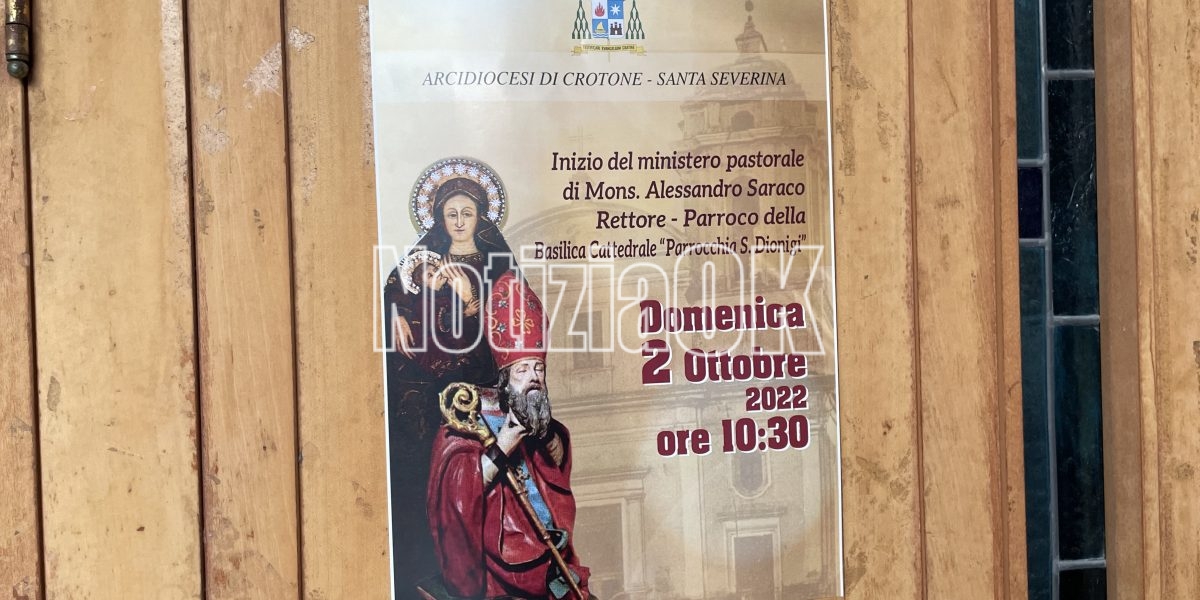 ARCIDIOCESI DI CROTONE - SANTA SEVERINA
Inizio del ministero pastorale
di Mons. Alessandro Saraco
Rettore - Parroco della
Basilica Cattedrale "Parrocchia S. Dionigi"
NotiziaOK
Domenica
2 Ottobre
2022
ore 10:30